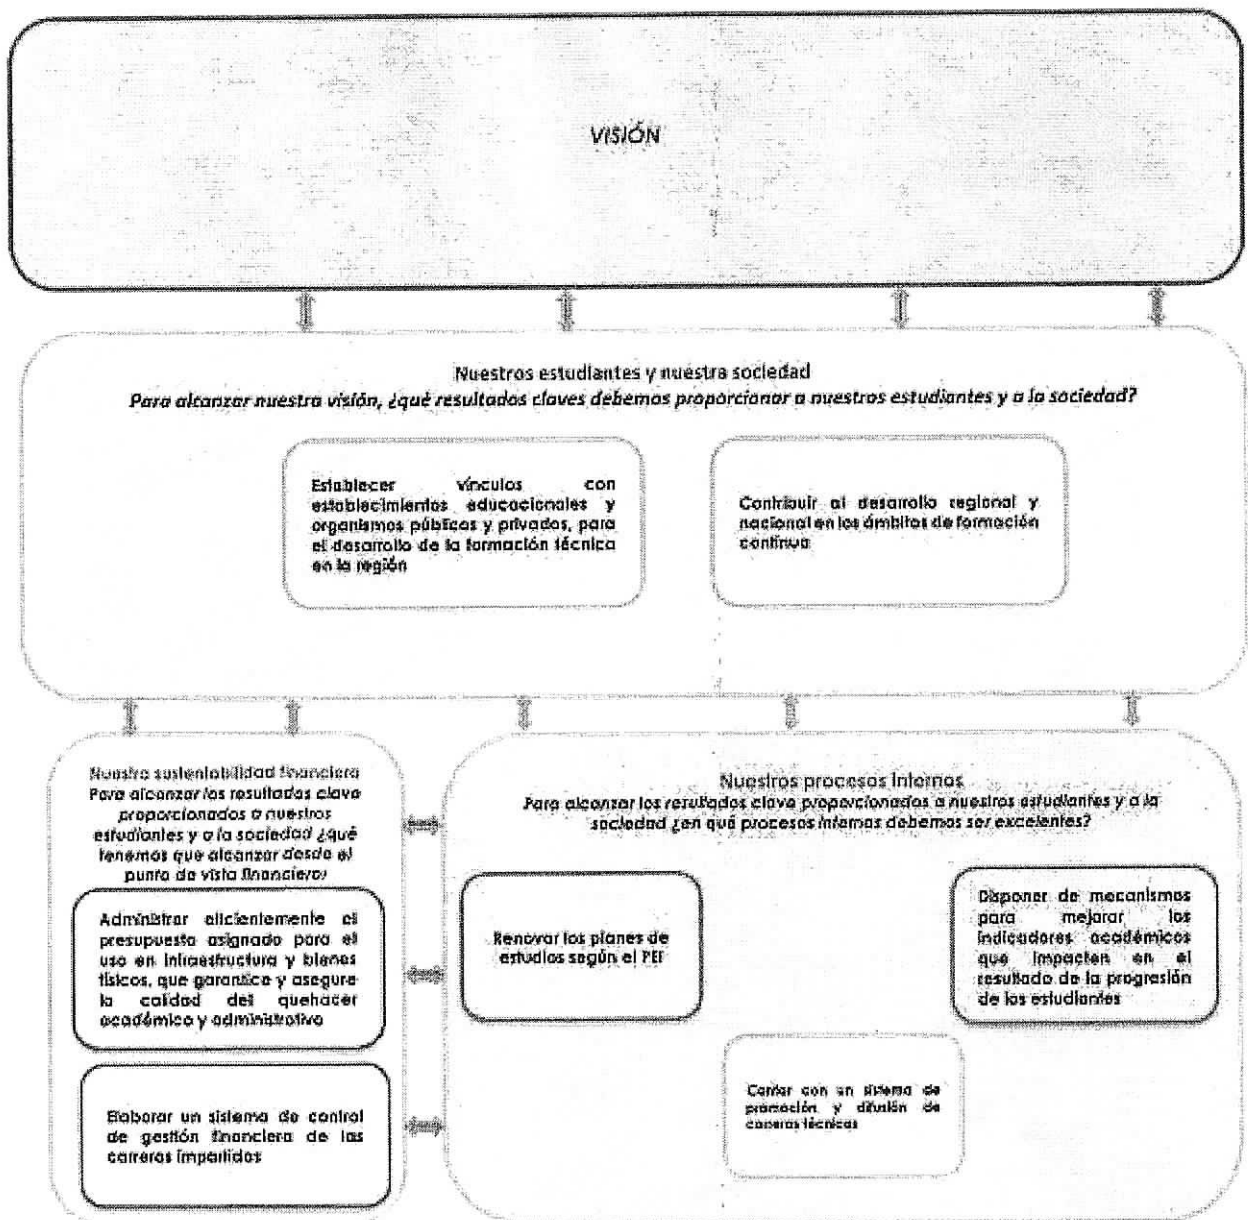 VISIÓN
Nuestros estudiantes y nuestra sociedad
Para alcanzar nuestra visión, ¿qué resultados claves debemos proporcionar a nuestros estudiantes y a la sociedad?
Establecer vínculos con
establecimientos educacionales y
organismos públicos y privados, para
el desarrollo de la formación técnica
en la región
Contribuir al desarrollo regional y
nacional en los ámbitos de formación
continua
Nuestra sustentabilidad financiera
Para alcanzar los resultados clave
proporcionados a nuestros
estudiantes y a la sociedad ¿qué
tenemos que alcanzar desde el
punto de vista financiero?
Administrar eficientemente el
presupuesto asignado para el
uso en infraestructura y bienes
físicos, que garantice y asegure
la calidad del quehacer
académico y administrativo
Elaborar un sistema de control
de gestión financiera de las
carreras impartidas
Nuestros procesos internos
Para alcanzar los resultados clave proporcionados a nuestros estudiantes y a la
sociedad ¿en qué procesos internos debemos ser excelentes?
Renovar los planes de
estudios según el PEI
Disponer de mecanismos
para mejorar los
indicadores académicos
que impacten en el
resultado de la progresión
de los estudiantes
Contar con un sistema de
promoción y difusión de
carreras técnicas